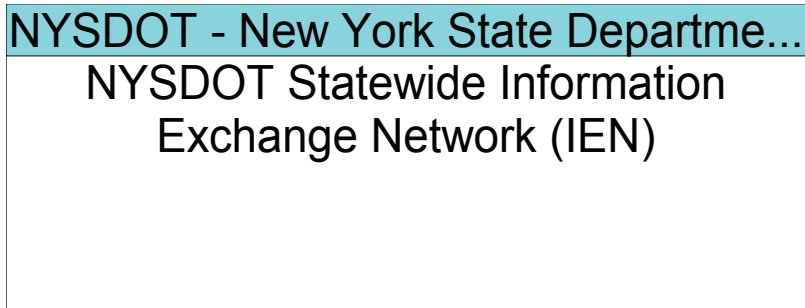 NYSDOT - New York State Departme...
NYSDOT Statewide Information
Exchange Network (IEN)